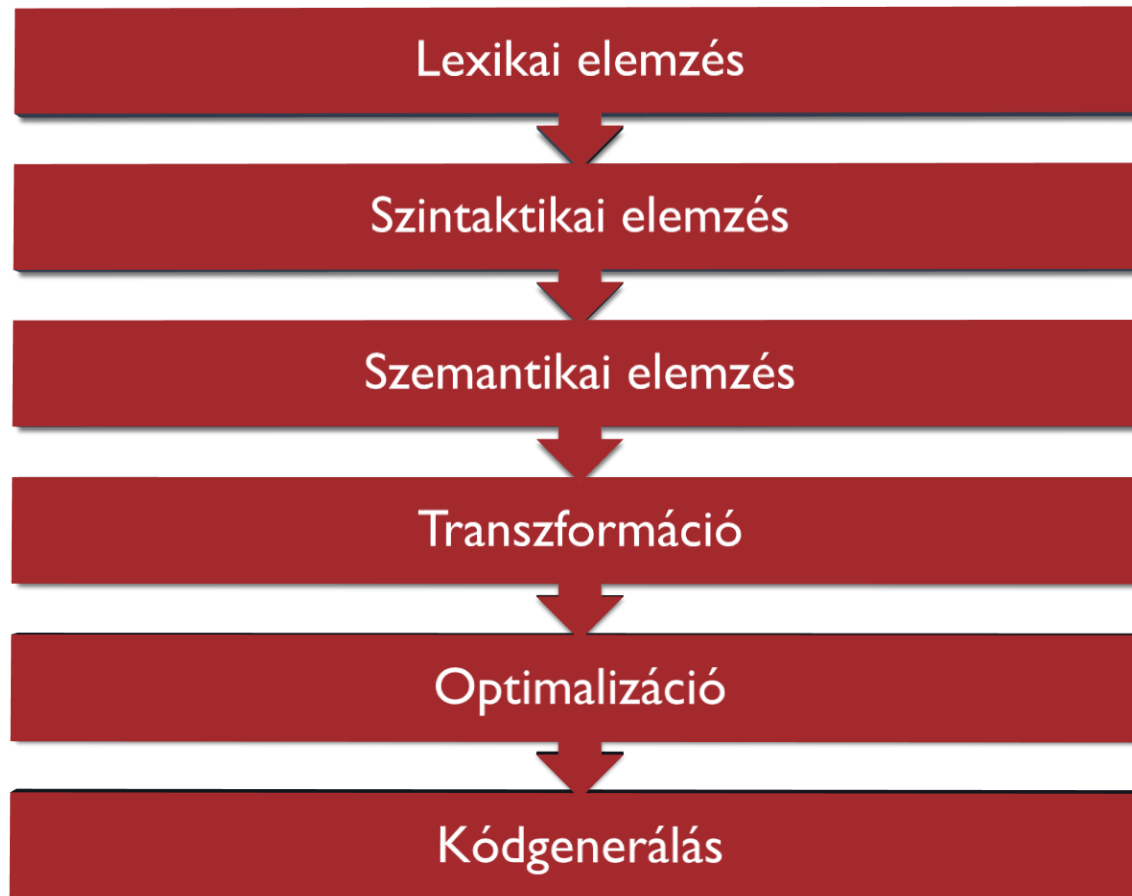 Lexikai elemzés
Szintaktikai elemzés
Szemantikai elemzés
Transzformáció
Optimalizáció
Kódgenerálás